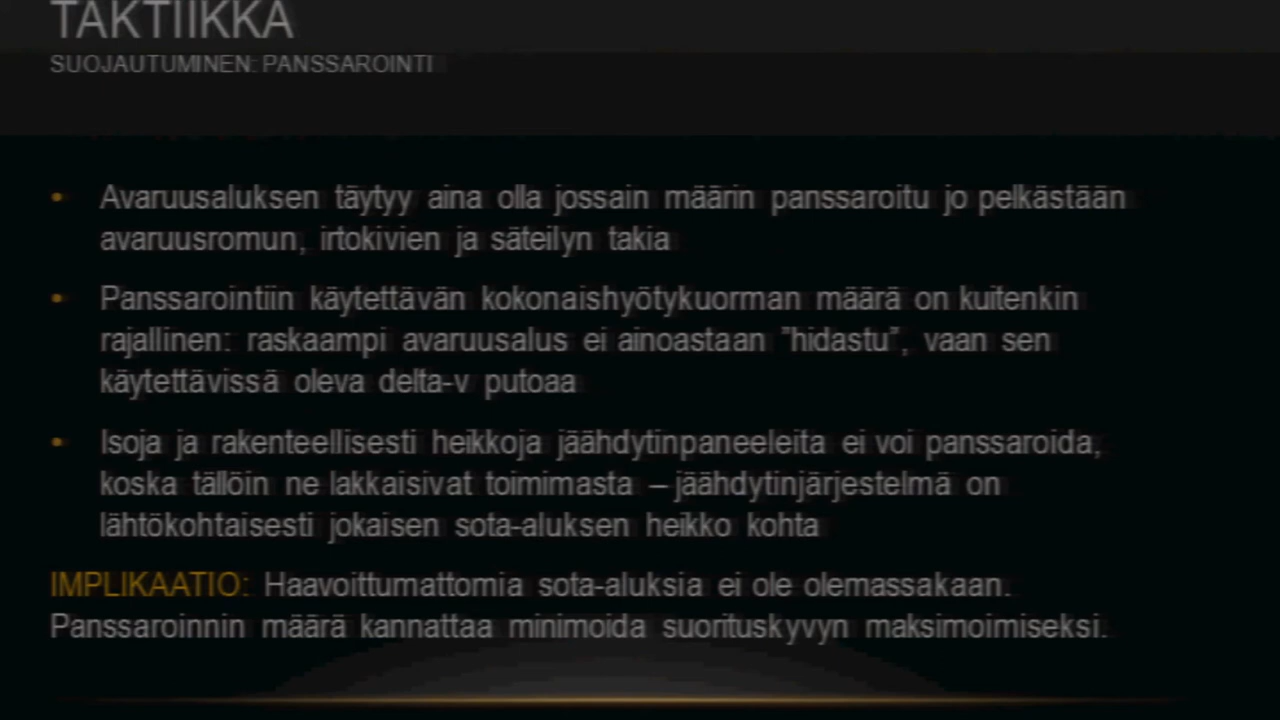 TAKTIIKKA
SUOJAUTUMINEN: PANSSAROINTI
• Avaruusaluksen täytyy aina olla jossain määrin panssaroitu jo pelkästään
avaruusromun, irtokivien ja säteilyn takia
• Panssarointiin käytettävän kokonaishyötykuorman määrä on kuitenkin
rajallinen: raskaampi avaruusalus ei ainoastaan "hidastu", vaan sen
käytettävissä oleva delta-v putoaa
• Isoja ja rakenteellisesti heikkoja jäähdytinpaneeleita ei voi panssaroida,
koska tällöin ne lakkaisivat toimimasta – jäähdytinjärjestelmä on
lähtökohtaisesti jokaisen sota-aluksen heikko kohta
IMPLIKAATIO: Haavoittumattomia sota-aluksia ei ole olemassakaan.
Panssaroinnin määrä kannattaa minimoida suorituskyvyn maksimoimiseksi.